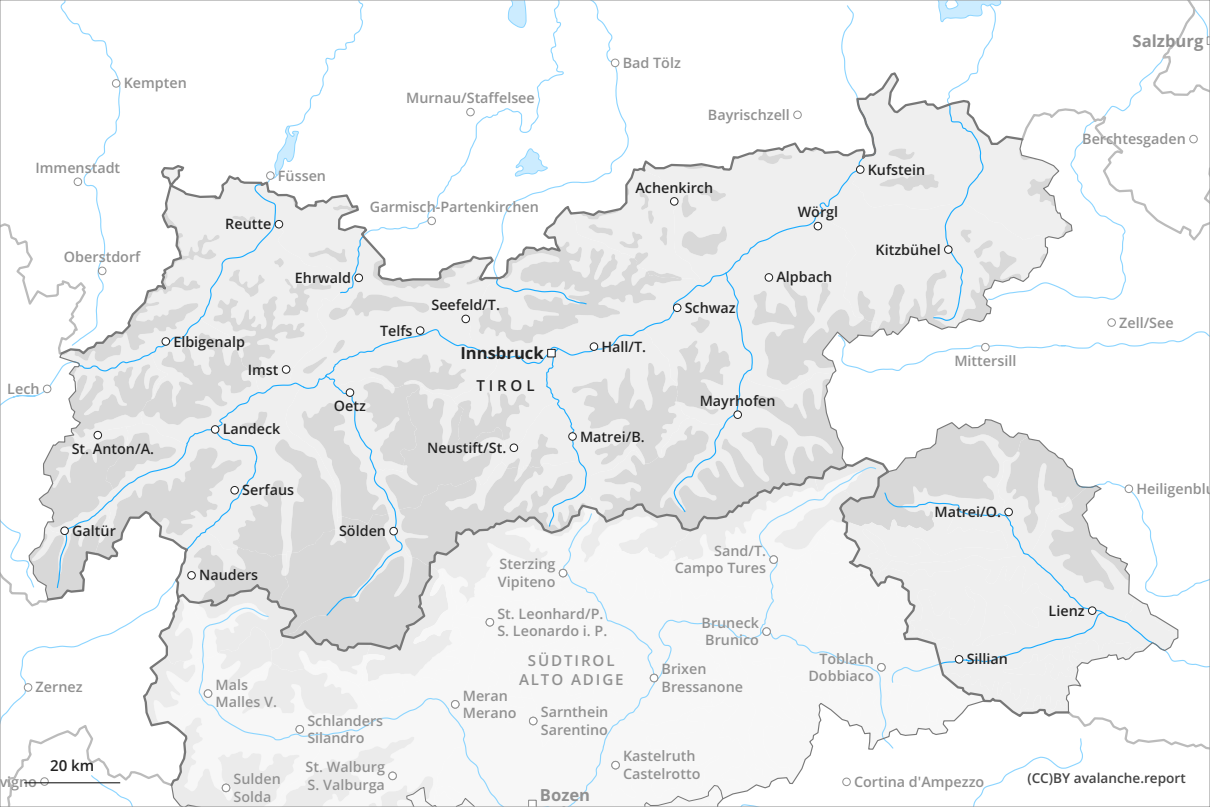 Salzburg
Bad Tölz
Kempten
Murnau/Staffelsee
Bayrischzell
Berchtesgaden
Immenstadt
Füssen
Kufstein
Achenkirch
Garmisch-Partenkirchen
Wörgl
Reutte
Kitzbühel
Oberstdorf
Ehrwald
Alpbach
Seefeld/T.
Schwaz
Zell/See
Telfs
Elbigenalp
Innsbruck
Hall/T.
Mittersill
Imst
TIROL
Lech
Oetz
Mayrhofen
Landeck
Matrei/B.
St. Anton/A.
Neustift/St.
Serfaus
Heiligenblu
Matrei/O.
Galtür
Sölden
Sand/T.
Campo Tures
Sterzing
Vipiteno
Nauders
St. Leonhard/P.
S. Leonardo i. P.
Lienz
Bruneck
Brunico
SÜDTIROL
ALTO ADIGE
Toblach
Dobbiaco
Sillian
Brixen
Bressanone
Zernez
Mals
Malles V.
Meran
Merano
Sarnthein
Sarentino
Schlanders
Silandro
Kastelruth
Castelrotto
20 km
St. Walburg
S. Valburga
vigno
Sulden
Solda
Cortina d'Ampezzo
(CC)BY avalanche.report
Bozen